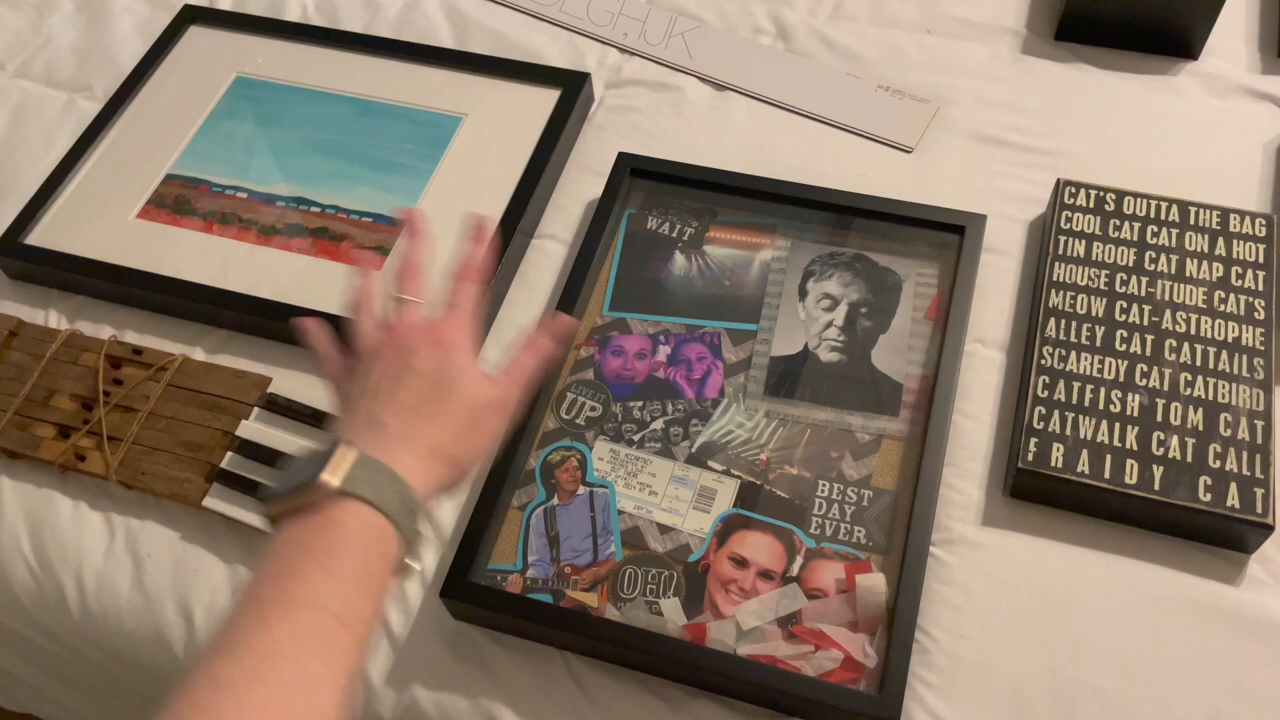 WAIT
LIVE IT
UP
PAUL MCCARTNEY
OUT THERE
BEST
DAY
EVER.
OH!
CAT'S OUTTA THE BAG
COOL CAT CAT ON A HOT
TIN ROOF CAT NAP CAT
HOUSE CAT-ITUDE CAT'S
MEOW CAT-ASTROPHE
ALLEY CAT CATTAILS
SCAREDY CAT CATBIRD
CATFISH TOM CAT
CATWALK CAT CALL
FRAIDY CAT